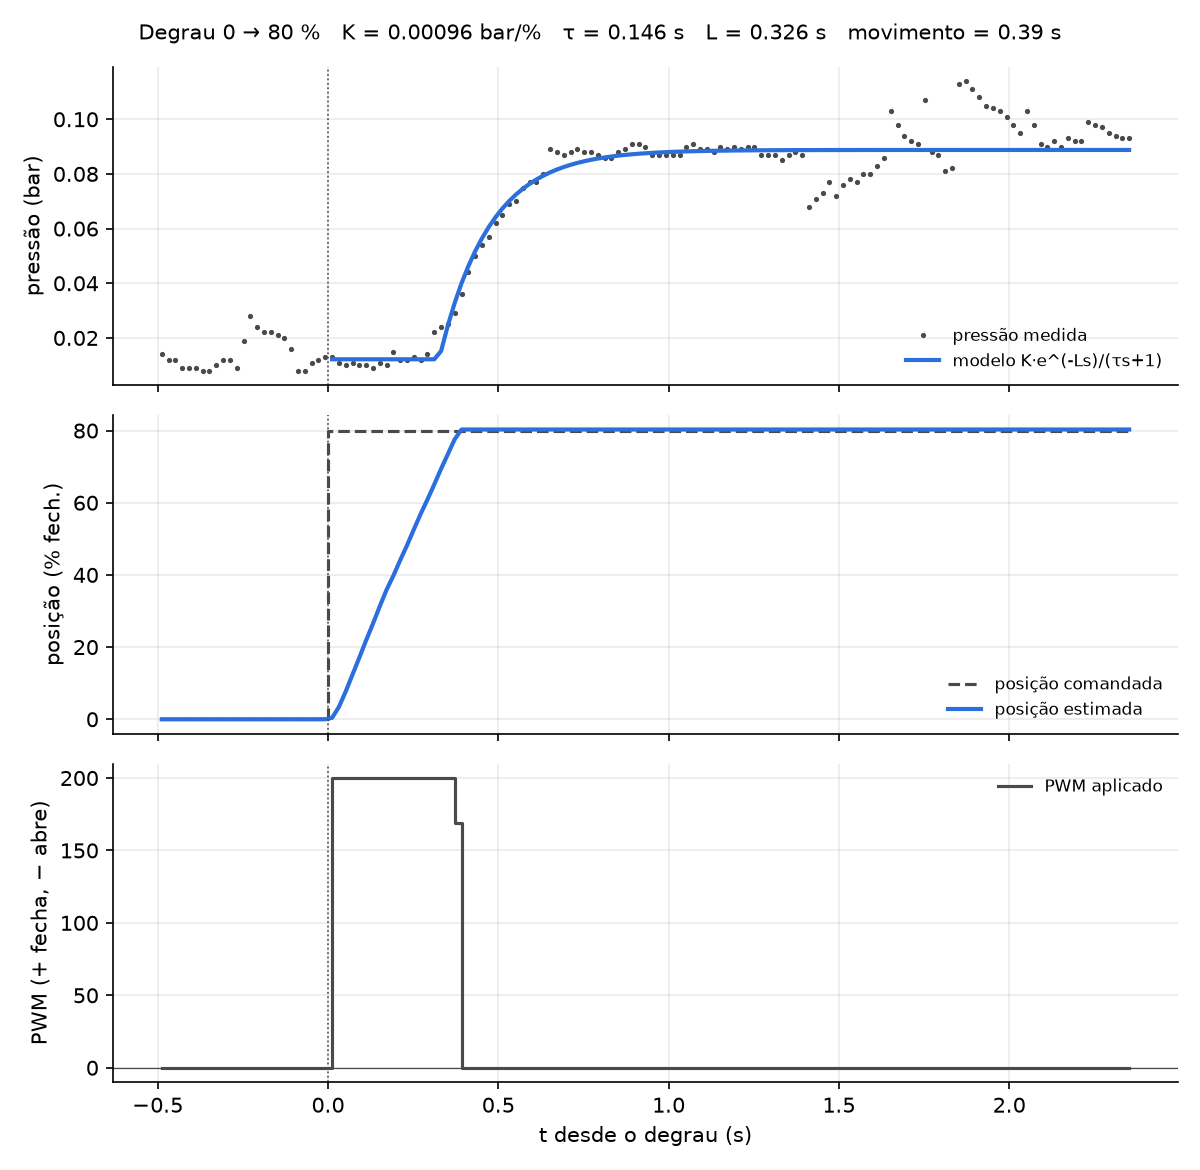 Degrau 0 → 80 %   K = 0.00096 bar/%   τ = 0.146 s   L = 0.326 s   movimento = 0.39 s
pressão (bar)
0.10
0.08
0.06
0.04
0.02
pressão medida
modelo K·e^(-Ls)/(τs+1)
posição (% fech.)
80
60
40
20
0
posição comandada
posição estimada
PWM (+ fecha, − abre)
200
150
100
50
0
PWM aplicado
−0.5 0.0 0.5 1.0 1.5 2.0
t desde o degrau (s)